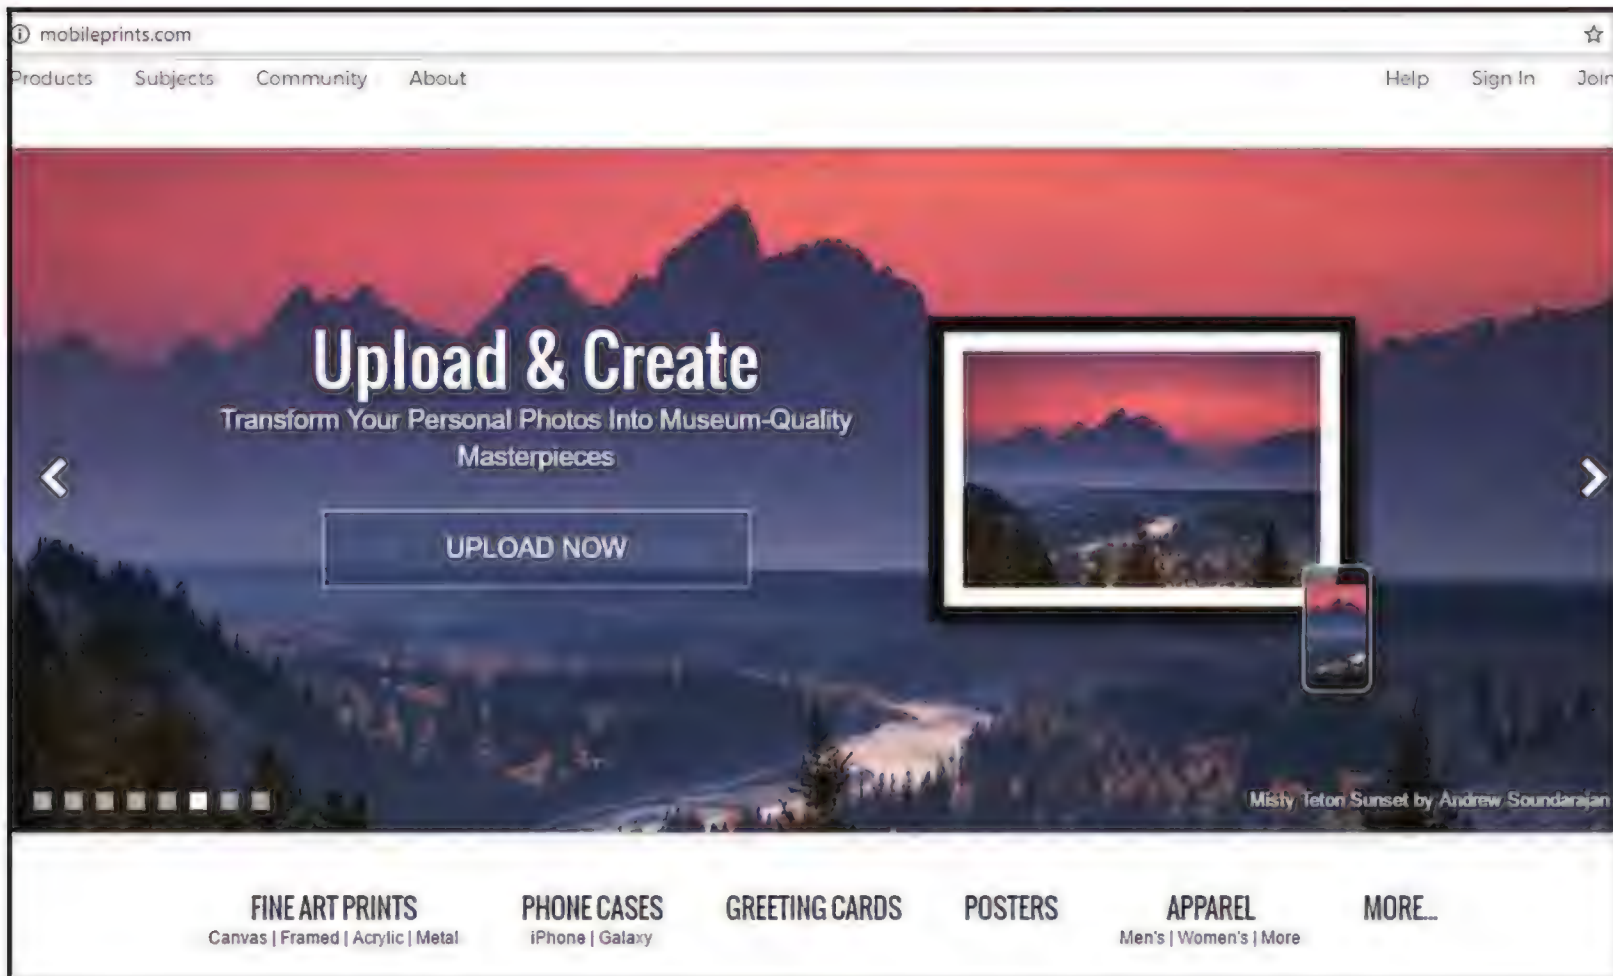 mobileprints.com
Products Subjects Community About Help Sign In Join
Upload & Create
Transform Your Personal Photos Into Museum-Quality
Masterpieces
UPLOAD NOW
Misty Teton Sunset by Andrew Soundarajan
FINE ART PRINTS PHONE CASES GREETING CARDS POSTERS APPAREL MORE...
Canvas | Framed | Acrylic | Metal iPhone | Galaxy Men's | Women's | More